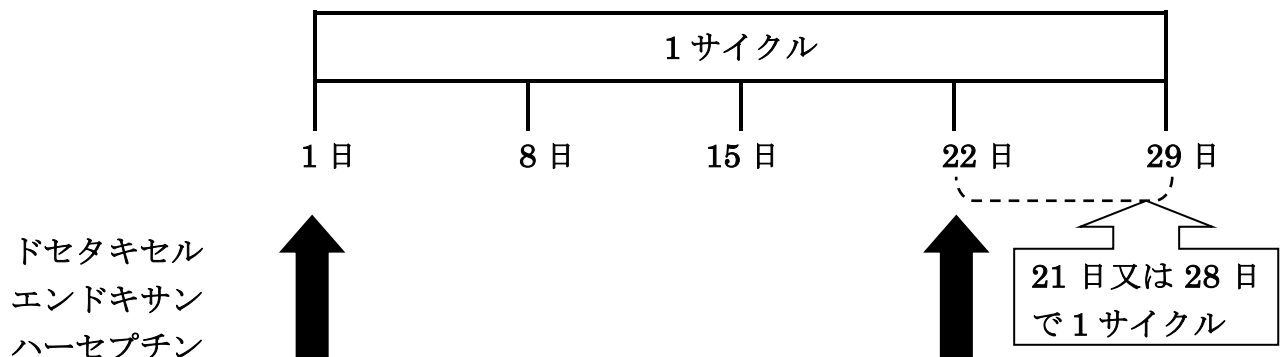 1 サイクル
1 日 8 日 15 日 22 日 29 日
ドセタキセル
エンドキサン
ハーセプチン
21 日又は 28 日
で 1 サイクル